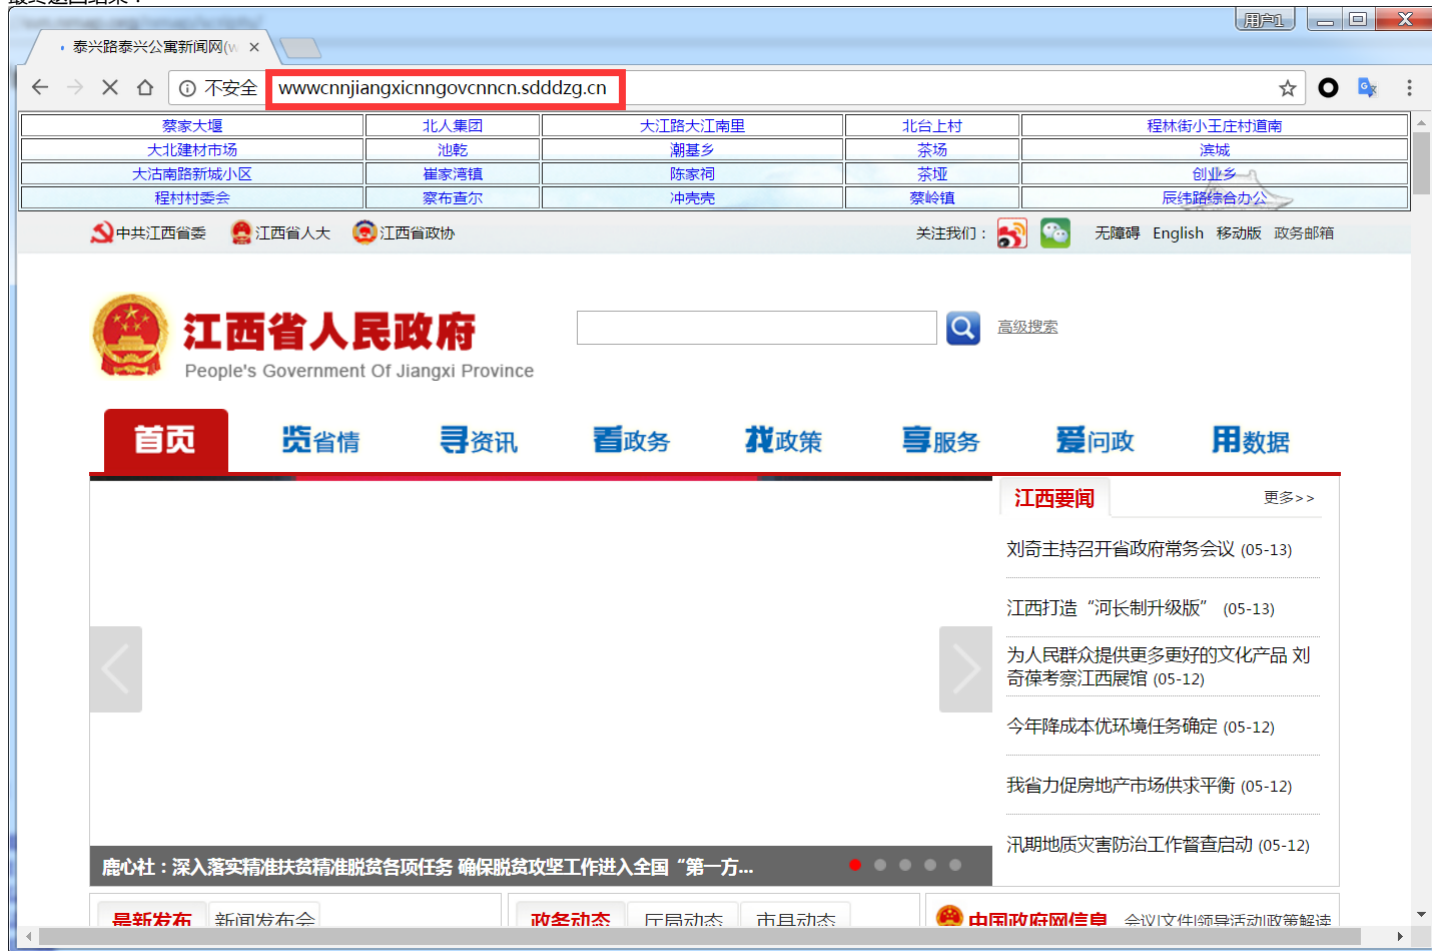 最终返回结果：
用户1
泰兴路泰兴公寓新闻网(w
不安全 wwwcnnjiangxicnngovcnncn.sdddzg.cn
蔡家大堰 北人集团 大江路大江南里 北台上村 程林街小王庄村道南
大北建材市场 池乾 潮基乡 茶场 滨城
大沽南路新城小区 崔家湾镇 陈家祠 茶垭 创业乡
程村村委会 察布查尔 冲壳壳 蔡岭镇 辰纬路综合办公
中共江西省委 江西省人大 江西省政协 关注我们： 无障碍 English 移动版 政务邮箱
江西省人民政府
People's Government Of Jiangxi Province
高级搜索
首页 览省情 寻资讯 看政务 找政策 享服务 爱问政 用数据
江西要闻 更多>>
刘奇主持召开省政府常务会议 (05-13)
江西打造“河长制升级版” (05-13)
为人民群众提供更多更好的文化产品 刘
奇葆考察江西展馆 (05-12)
今年降成本优环境任务确定 (05-12)
我省力促房地产市场供求平衡 (05-12)
汛期地质灾害防治工作督查启动 (05-12)
鹿心社：深入落实精准扶贫精准脱贫各项任务 确保脱贫攻坚工作进入全国“第一方...
最新发布 新闻发布会 政务动态 厅局动态 市县动态 中国政府网信息 会议|文件|领导活动|政策解读